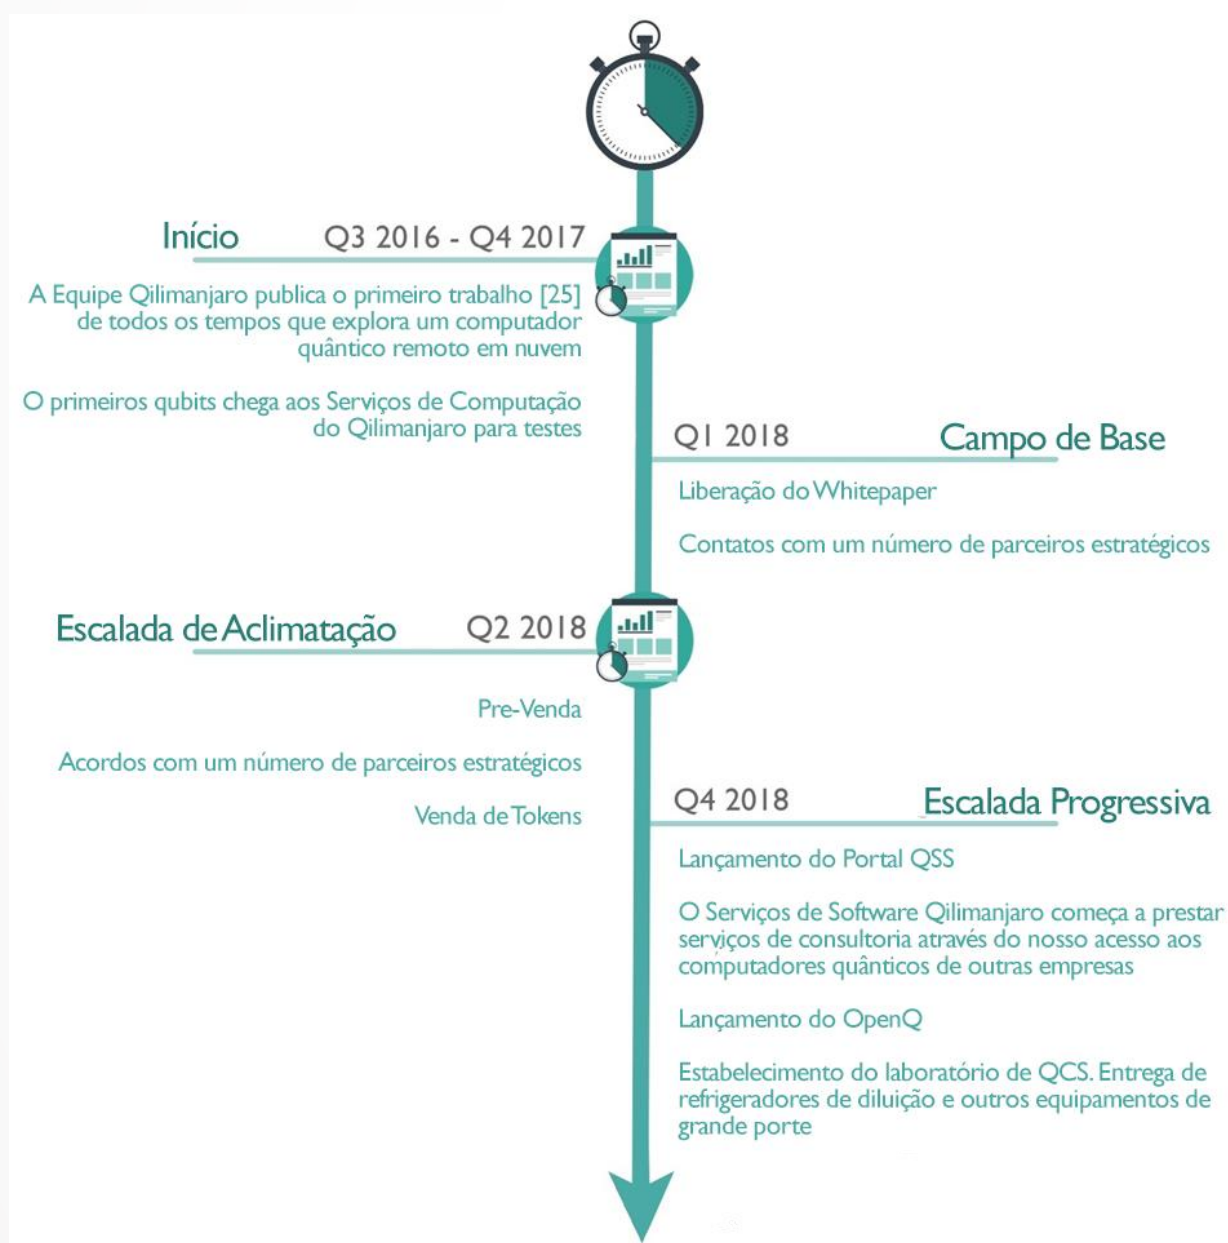 Início
Q3 2016 - Q4 2017
A Equipe Qilimanjaro publica o primeiro trabalho [25]
de todos os tempos que explora um computador
quântico remoto em nuvem
O primeiros qubits chega aos Serviços de Computação
do Qilimanjaro para testes
Q1 2018
Campo de Base
Liberação do Whitepaper
Contatos com um número de parceiros estratégicos
Escalada de Aclimatação
Q2 2018
Pre-Venda
Acordos com um número de parceiros estratégicos
Venda de Tokens
Q4 2018
Escalada Progressiva
Lançamento do Portal QSS
O Serviços de Software Qilimanjaro começa a prestar
serviços de consultoria através do nosso acesso aos
computadores quânticos de outras empresas
Lançamento do OpenQ
Estabelecimento do laboratório de QCS. Entrega de
refrigeradores de diluição e outros equipamentos de
grande porte